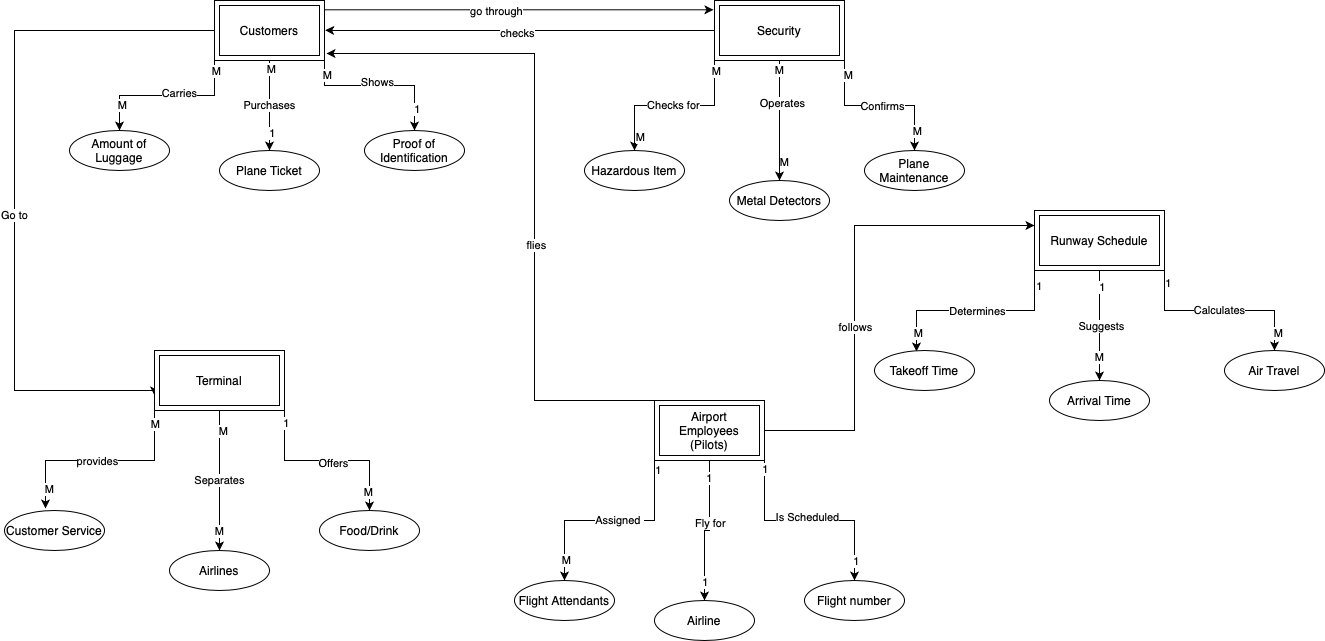 go through
Customers
Security
checks
M
M
M
Carries
Shows
Purchases
M
1
1
Amount of
Luggage
Plane Ticket
Proof of
Identification
M
M
M
Checks for
Operates
Confirms
M
M
M
Hazardous Item
Metal Detectors
Plane
Maintenance
Go to
flies
follows
Runway Schedule
1
1
1
Determines
Suggests
Calculates
M
M
M
Takeoff Time
Arrival Time
Air Travel
Terminal
M
M
1
provides
Separates
Offers
M
M
M
Customer Service
Airlines
Food/Drink
Airport
Employees
(Pilots)
1
1
1
Assigned
Fly for
Is Scheduled
M
1
1
Flight Attendants
Airline
Flight number